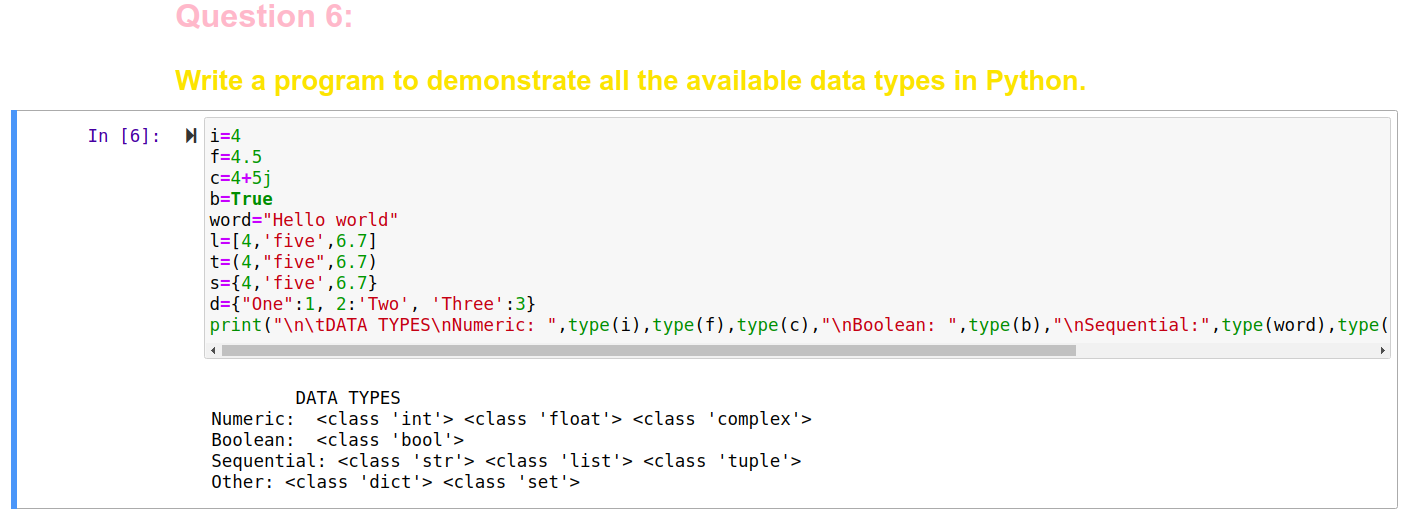 Question 6:
Write a program to demonstrate all the available data types in Python.
In [6]:
i=4
f=4.5
c=4+5j
b=True
word="Hello world"
l=[4,'five',6.7]
t=(4,"five",6.7)
s={4,'five',6.7}
d={"One":1, 2:'Two', 'Three':3}
print("\n\tDATA TYPES\nNumeric: ",type(i),type(f),type(c),"\nBoolean: ",type(b),"\nSequential:",type(word),type(
DATA TYPES
Numeric:  <class 'int'> <class 'float'> <class 'complex'>
Boolean:  <class 'bool'>
Sequential: <class 'str'> <class 'list'> <class 'tuple'>
Other: <class 'dict'> <class 'set'>